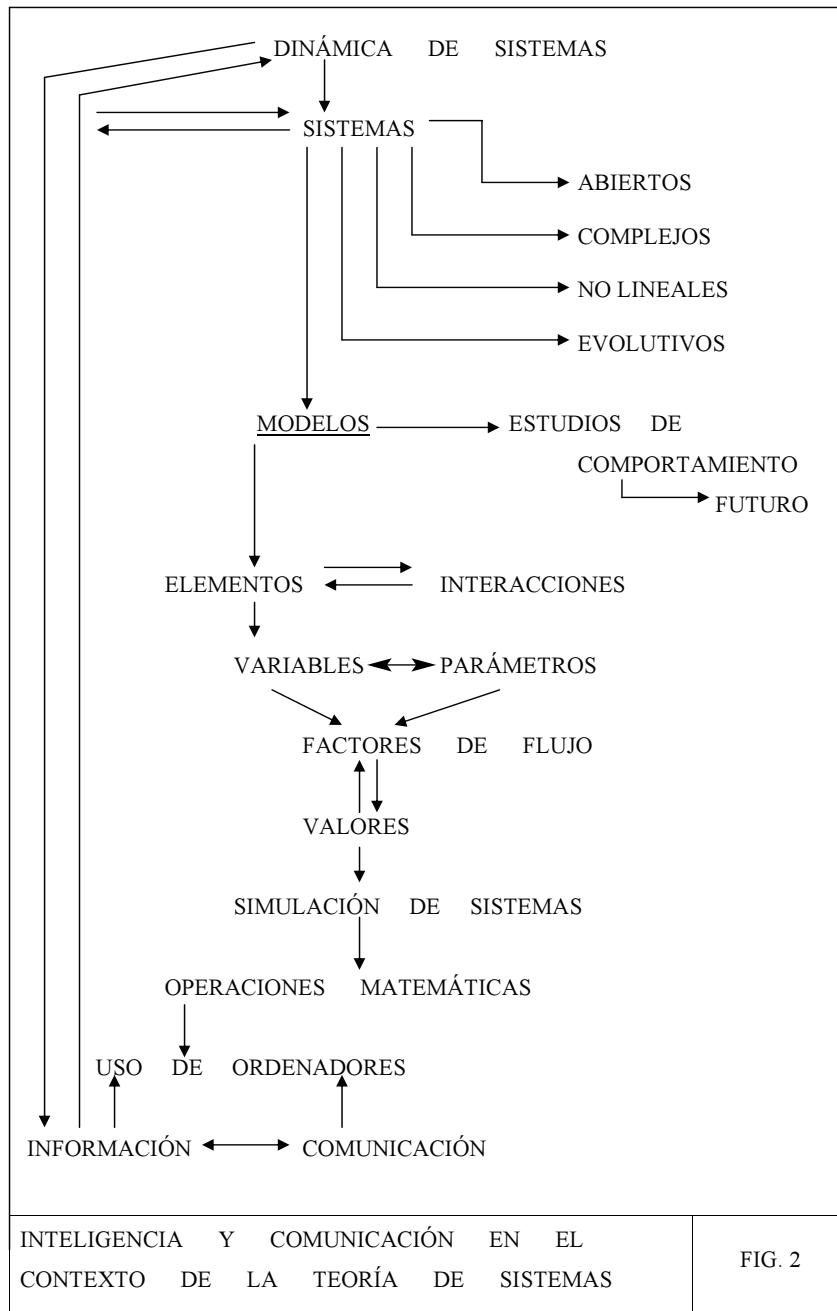 DINÁMICA DE SISTEMAS
SISTEMAS
ABIERTOS
COMPLEJOS
NO LINEALES
EVOLUTIVOS
MODELOS
ESTUDIOS DE
COMPORTAMIENTO
FUTURO
ELEMENTOS
INTERACCIONES
VARIABLES
PARÁMETROS
FACTORES DE FLUJO
VALORES
SIMULACIÓN DE SISTEMAS
OPERACIONES MATEMÁTICAS
USO DE ORDENADORES
INFORMACIÓN
COMUNICACIÓN
INTELIGENCIA Y COMUNICACIÓN EN EL
CONTEXTO DE LA TEORÍA DE SISTEMAS
FIG. 2